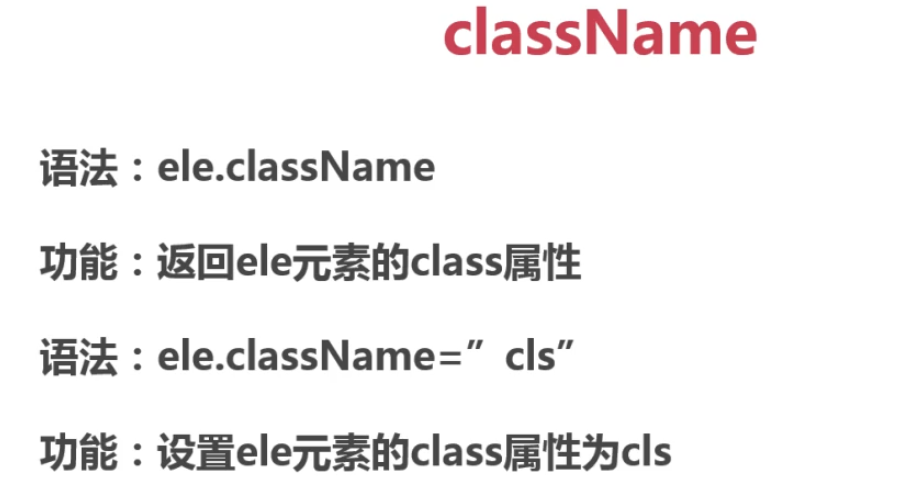 className
语法：ele.className
功能：返回ele元素的class属性
语法：ele.className=”cls”
功能：设置ele元素的class属性为cls